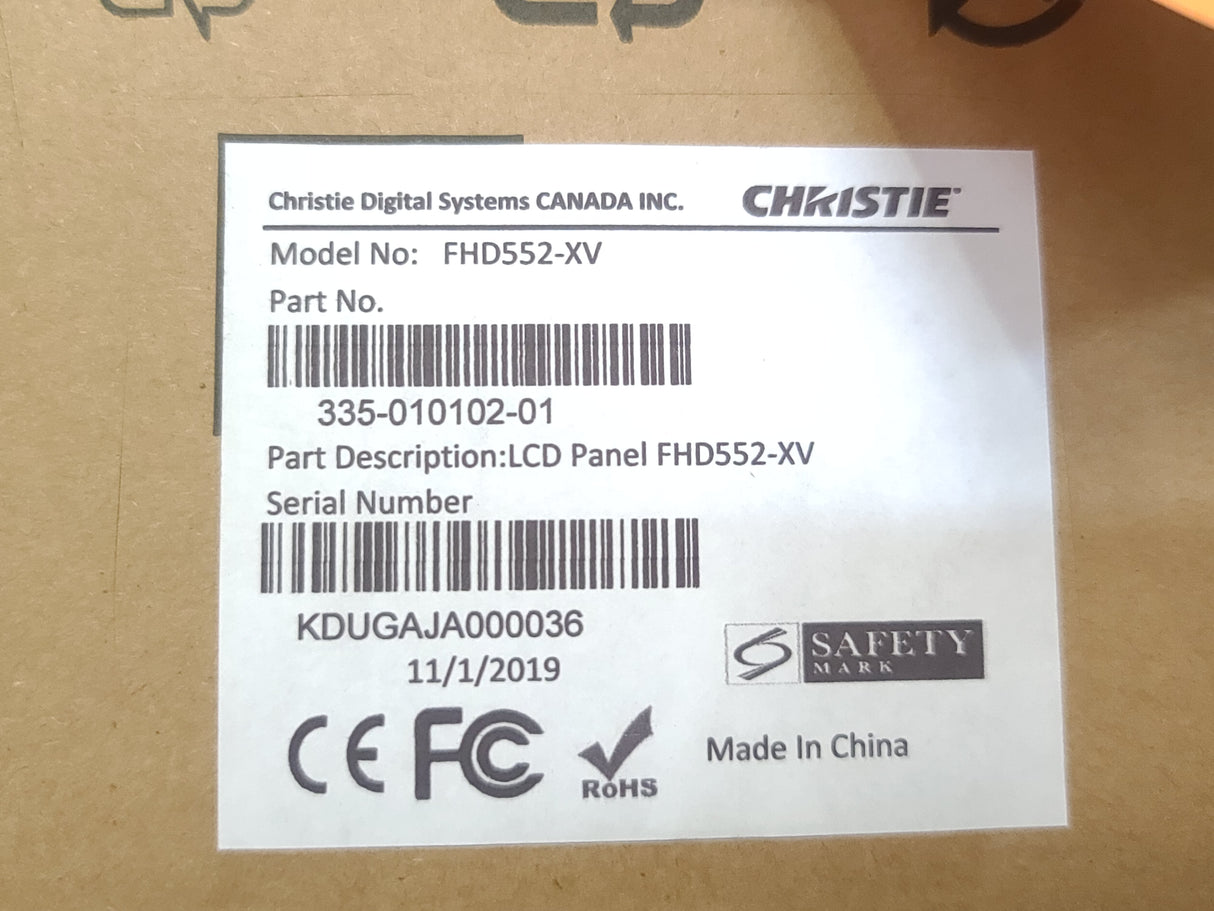 Christie Digital Systems CANADA INC. CHRISTIE
Model No: FHD552-XV
Part No.
335-010102-01
Part Description:LCD Panel FHD552-XV
Serial Number
KDUGAJA000036
11/1/2019
SAFETY
MARK
CE FC RoHS
Made In China